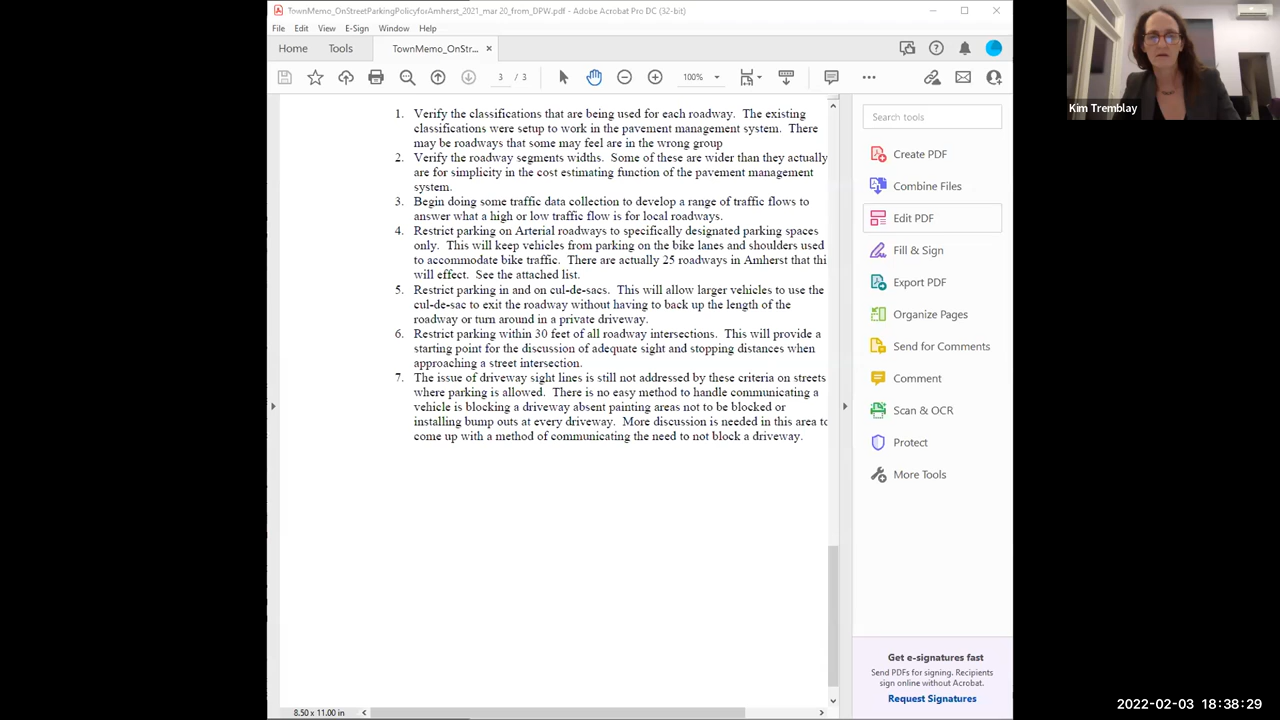 TownMemo_OnStreetParkingPolicyforAmherst_2021_mar 20_from_DPW.pdf - Adobe Acrobat Pro DC (32-bit)
File Edit View E-Sign Window Help
Home Tools TownMemo_OnStr... ×
3 / 3 100%
1. Verify the classifications that are being used for each roadway. The existing
classifications were setup to work in the pavement management system. There
may be roadways that some may feel are in the wrong group
2. Verify the roadway segments widths. Some of these are wider than they actually
are for simplicity in the cost estimating function of the pavement management
system.
3. Begin doing some traffic data collection to develop a range of traffic flows to
answer what a high or low traffic flow is for local roadways.
4. Restrict parking on Arterial roadways to specifically designated parking spaces
only. This will keep vehicles from parking on the bike lanes and shoulders used
to accommodate bike traffic. There are actually 25 roadways in Amherst that thi
will effect. See the attached list.
5. Restrict parking in and on cul-de-sacs. This will allow larger vehicles to use the
cul-de-sac to exit the roadway without having to back up the length of the
roadway or turn around in a private driveway.
6. Restrict parking within 30 feet of all roadway intersections. This will provide a
starting point for the discussion of adequate sight and stopping distances when
approaching a street intersection.
7. The issue of driveway sight lines is still not addressed by these criteria on streets
where parking is allowed. There is no easy method to handle communicating a
vehicle is blocking a driveway absent painting areas not to be blocked or
installing bump outs at every driveway. More discussion is needed in this area to
come up with a method of communicating the need to not block a driveway.
8.50 x 11.00 in
Search tools
Create PDF
Combine Files
Edit PDF
Fill & Sign
Export PDF
Organize Pages
Send for Comments
Comment
Scan & OCR
Protect
More Tools
Get e-signatures fast
Send PDFs for signing. Recipients
sign online without Acrobat.
Request Signatures
Kim Tremblay
2022-02-03 18:38:29